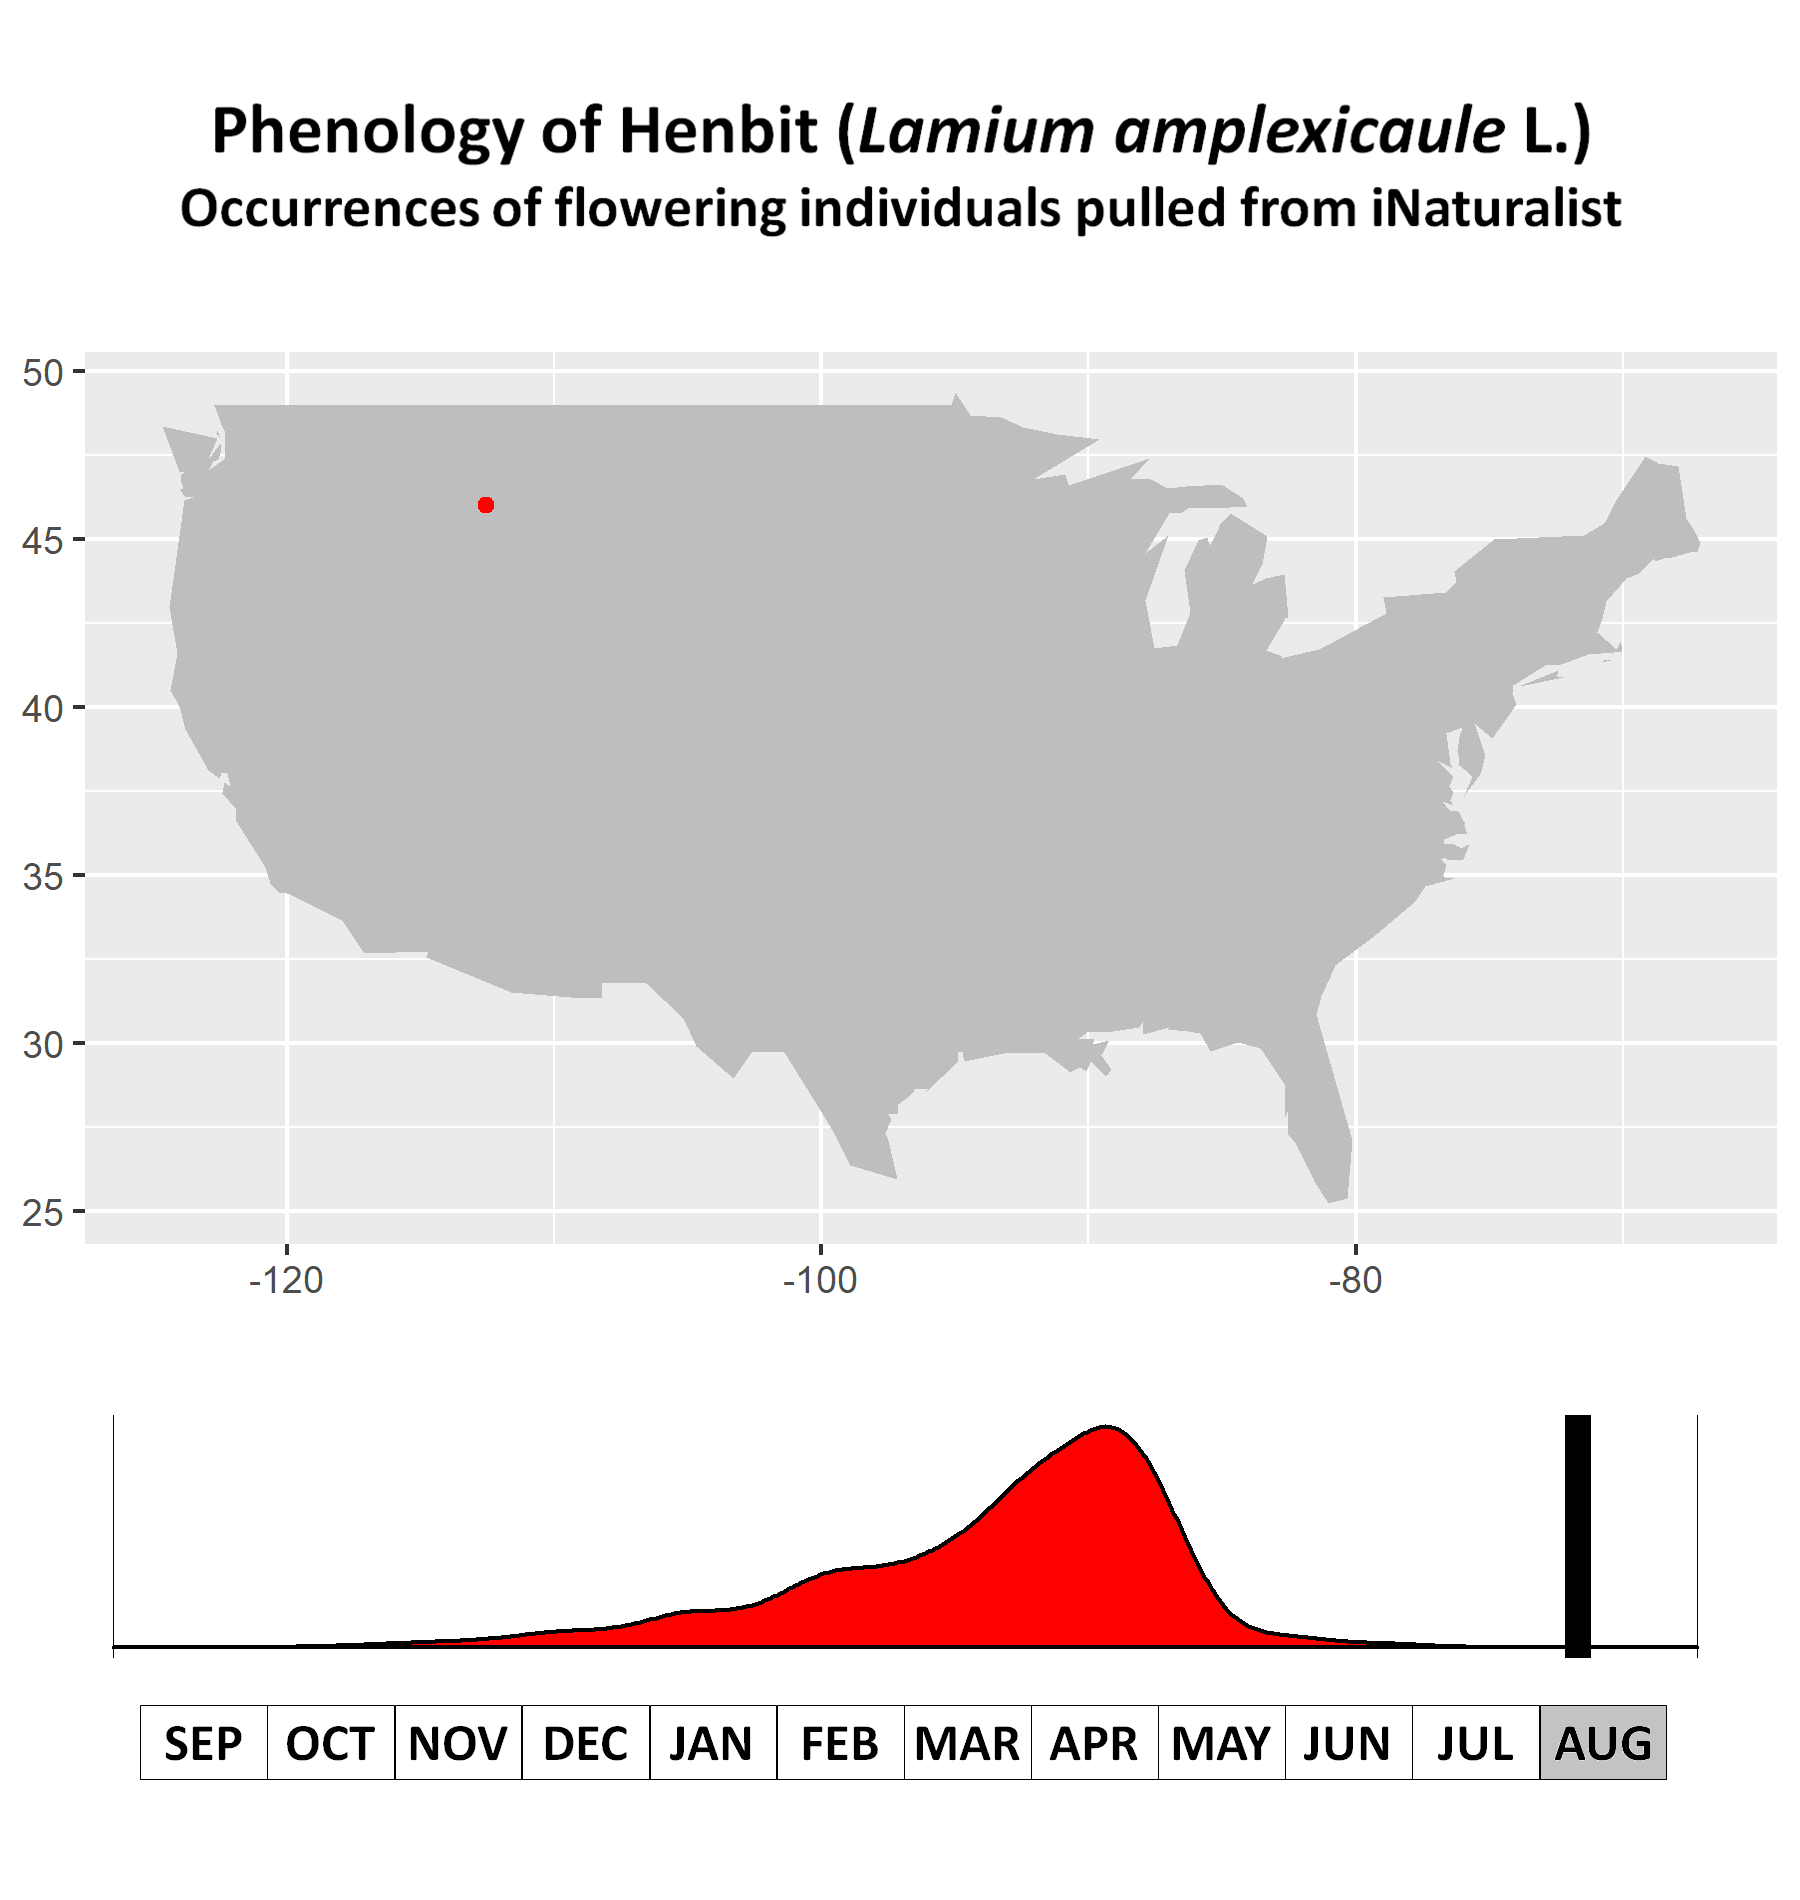 Phenology of Henbit (Lamium amplexicaule L.)
Occurrences of flowering individuals pulled from iNaturalist
50
45
40
35
30
25
-120 -100 -80
SEP OCT NOV DEC JAN FEB MAR APR MAY JUN JUL AUG